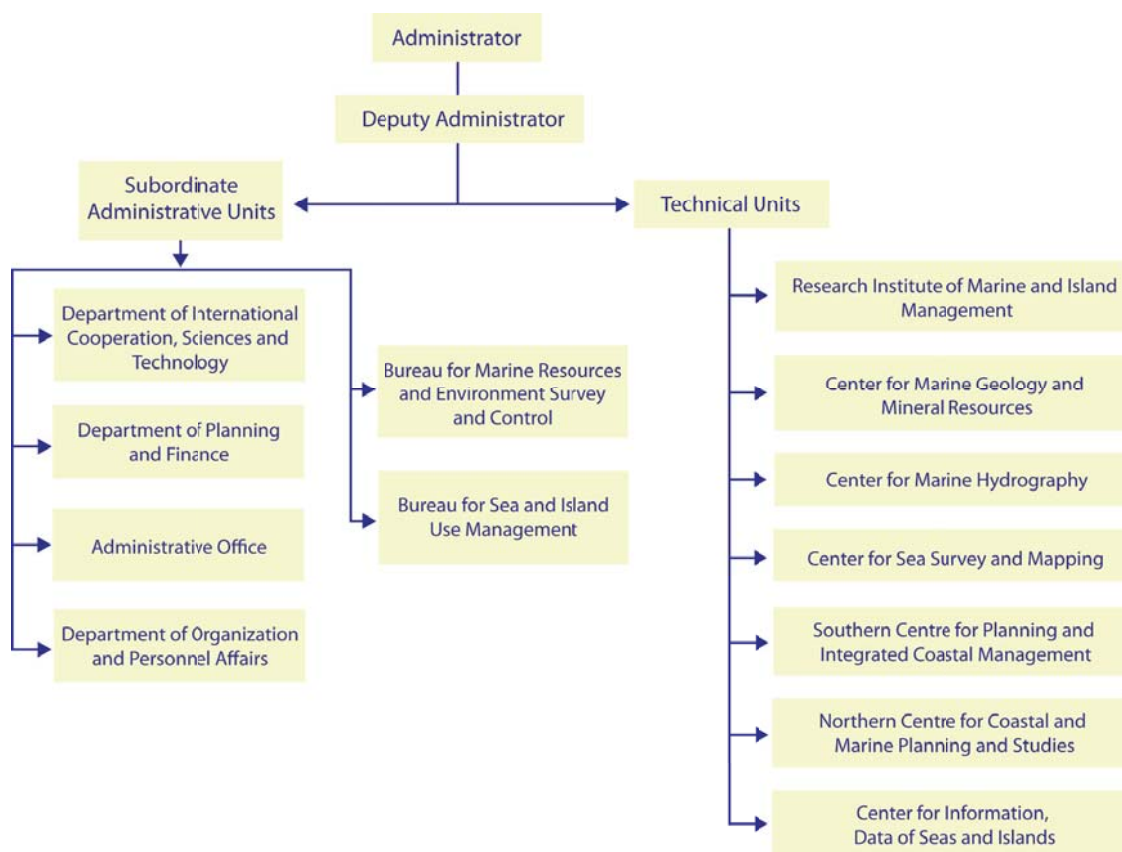 Administrator
Deputy Administrator
Subordinate
Administrative Units
Technical Units
Department of International
Cooperation, Sciences and
Technology
Department of Planning
and Finance
Administrative Office
Department of Organization
and Personnel Affairs
Bureau for Marine Resources
and Environment Survey
and Control
Bureau for Sea and Island
Use Management
Research Institute of Marine and Island
Management
Center for Marine Geology and
Mineral Resources
Center for Marine Hydrography
Center for Sea Survey and Mapping
Southern Centre for Planning and
Integrated Coastal Management
Northern Centre for Coastal and
Marine Planning and Studies
Center for Information,
Data of Seas and Islands